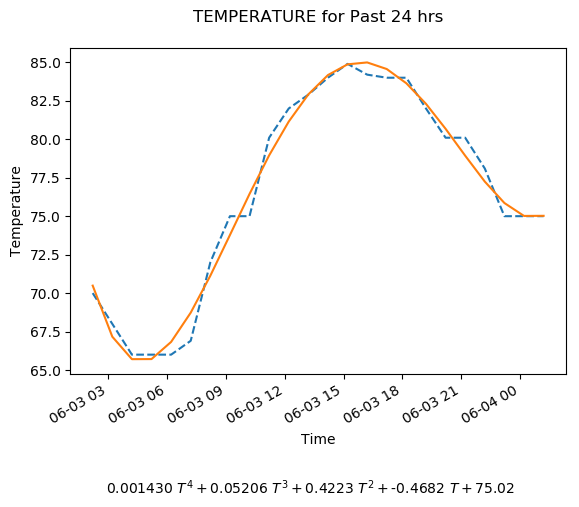 TEMPERATURE for Past 24 hrs
85.0
82.5
80.0
77.5
75.0
72.5
70.0
67.5
65.0
Temperature
06-03 03 06-03 06 06-03 09 06-03 12 06-03 15 06-03 18 06-03 21 06-04 00
Time
0.001430 T⁴ + 0.05206 T³ + 0.4223 T² + -0.4682 T + 75.02